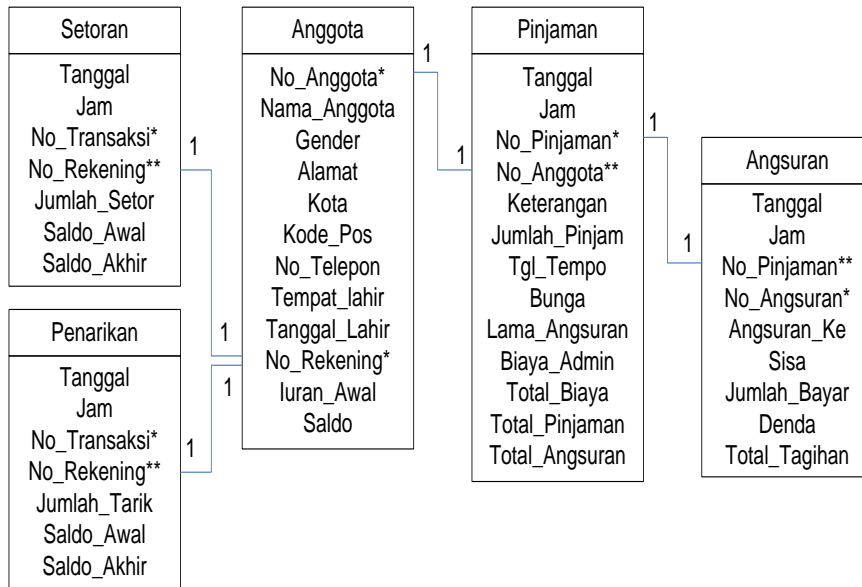 Setoran
Tanggal
Jam
No_Transaksi*
No_Rekening**
Jumlah_Setor
Saldo_Awal
Saldo_Akhir
1
1
Penarikan
Tanggal
Jam
No_Transaksi*
No_Rekening**
Jumlah_Tarik
Saldo_Awal
Saldo_Akhir
1
1
Anggota
No_Anggota*
Nama_Anggota
Gender
Alamat
Kota
Kode_Pos
No_Telepon
Tempat_lahir
Tanggal_Lahir
No_Rekening*
Iuran_Awal
Saldo
1
1
Pinjaman
Tanggal
Jam
No_Pinjaman*
No_Anggota**
Keterangan
Jumlah_Pinjam
Tgl_Tempo
Bunga
Lama_Angsuran
Biaya_Admin
Total_Biaya
Total_Pinjaman
Total_Angsuran
1
1
Angsuran
Tanggal
Jam
No_Pinjaman**
No_Angsuran*
Angsuran_Ke
Sisa
Jumlah_Bayar
Denda
Total_Tagihan